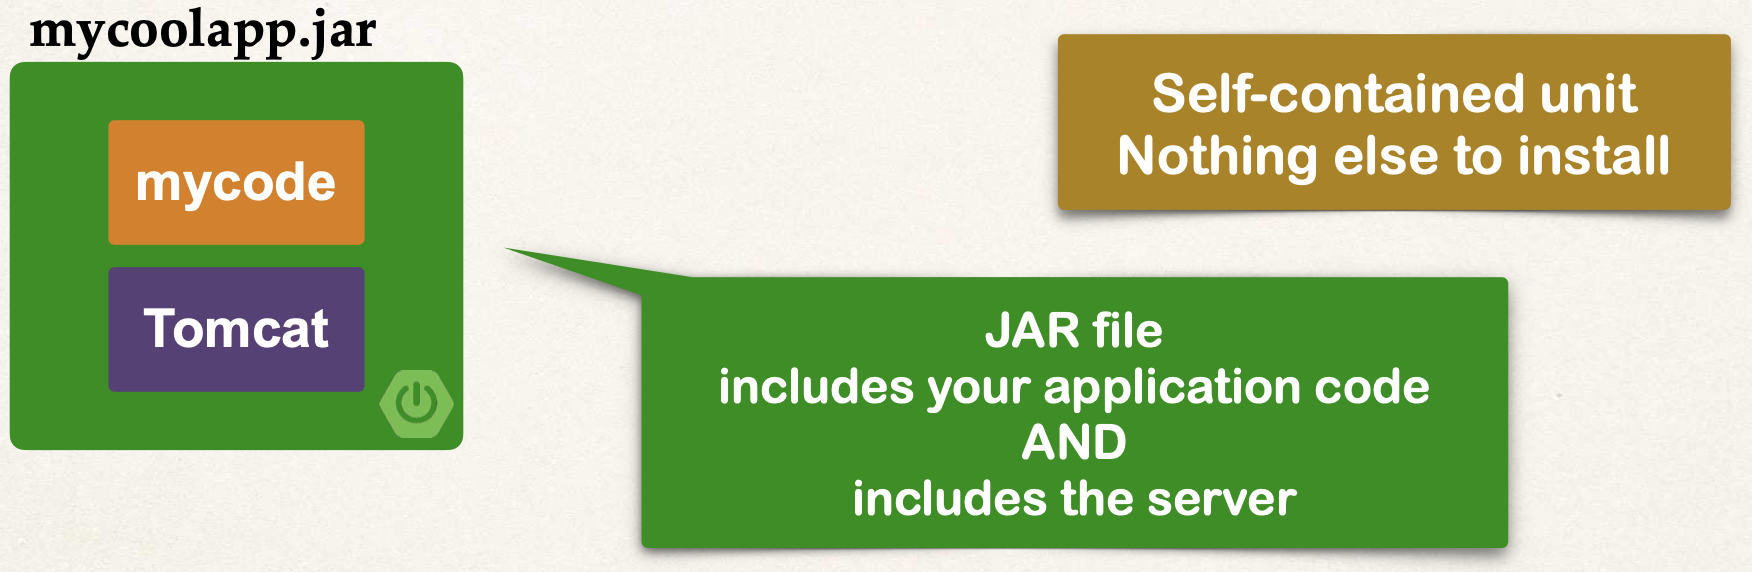 mycoolapp.jar
mycode
Tomcat
Self-contained unit
Nothing else to install
JAR file
includes your application code
AND
includes the server